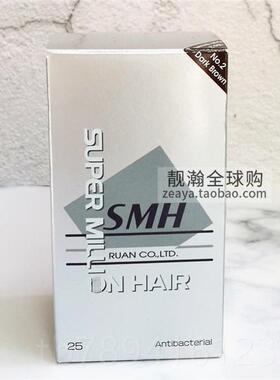 No.2
Dark Brown
SUPER MILLION HAIR
SMH
RUAN CO.,LTD.
25
Antibacterial
靓瀚全球购
zeaya.taobao.com